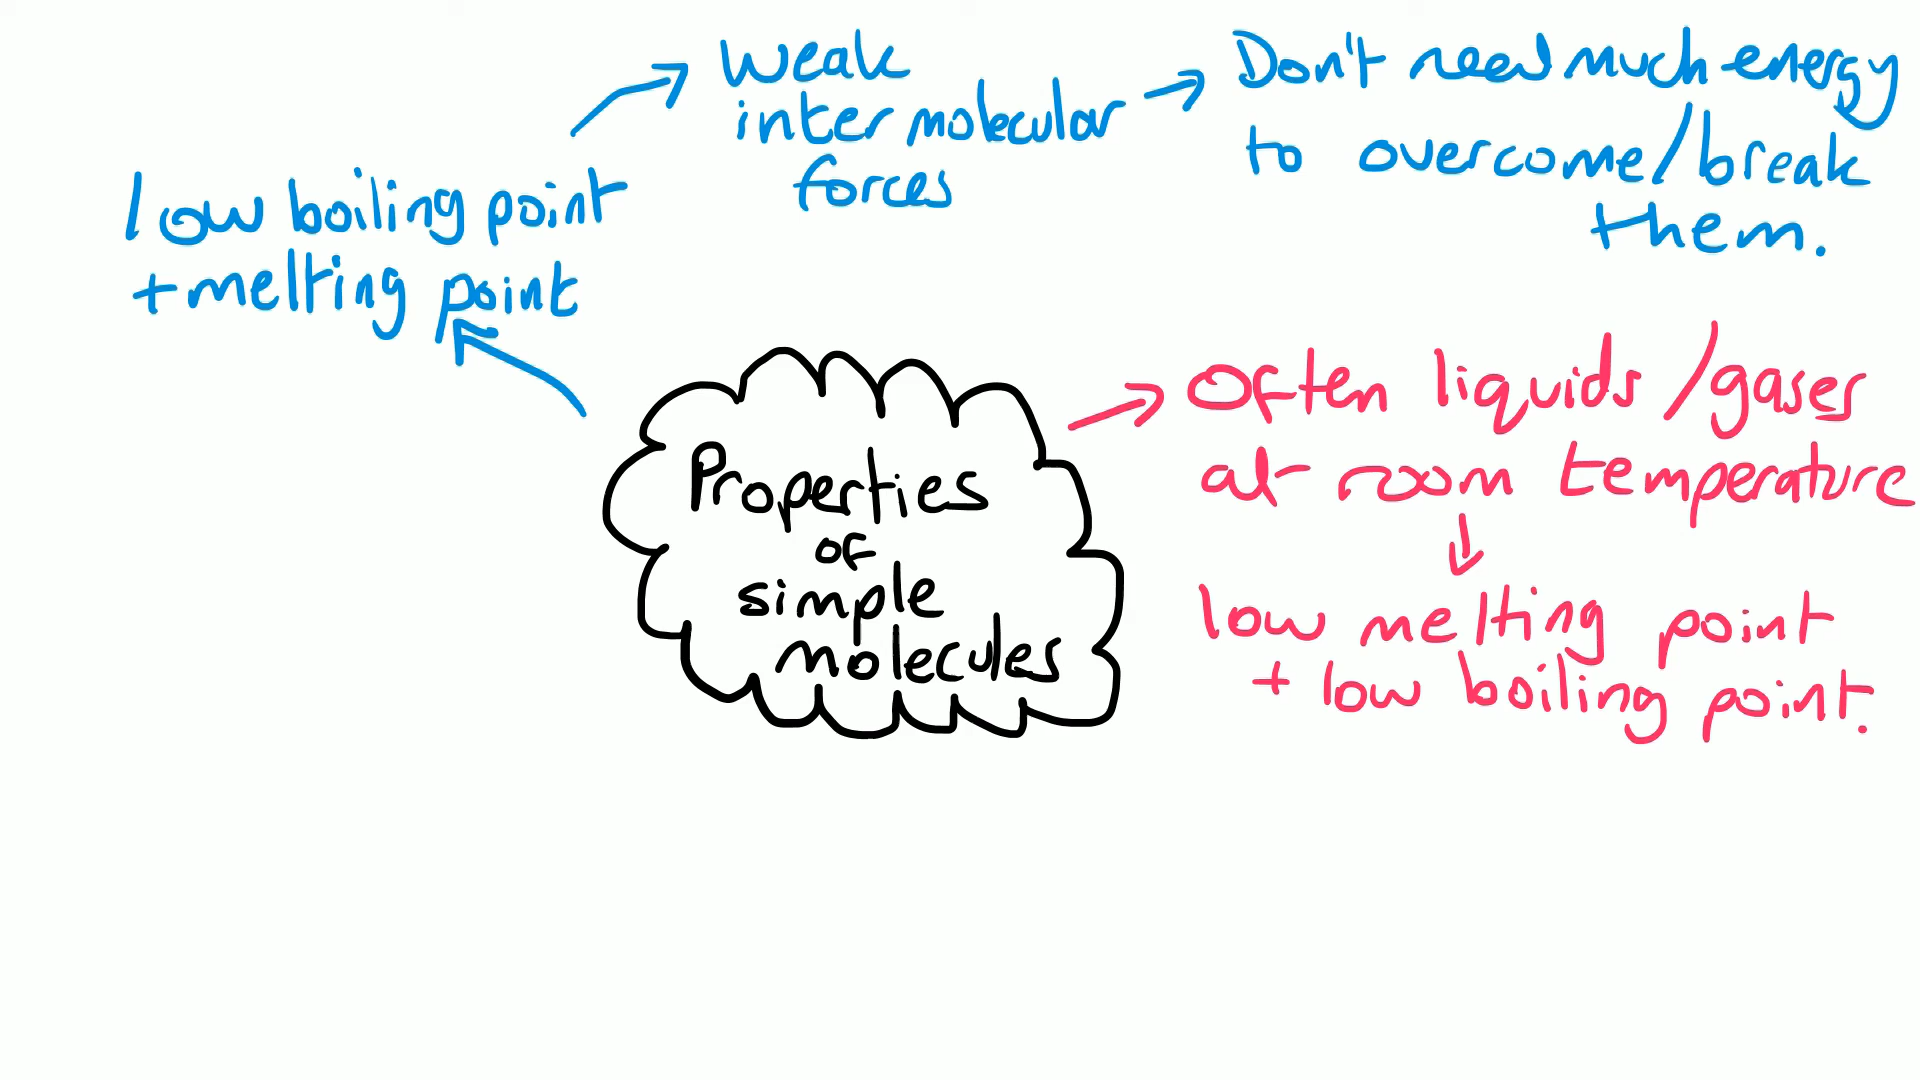 Weak
intermolecular
forces
Don't need much energy
to overcome/break
them.
low boiling point
+ melting point
Properties
of
simple
molecules
Often liquids/gases
at room temperature
low melting point
+ low boiling point.